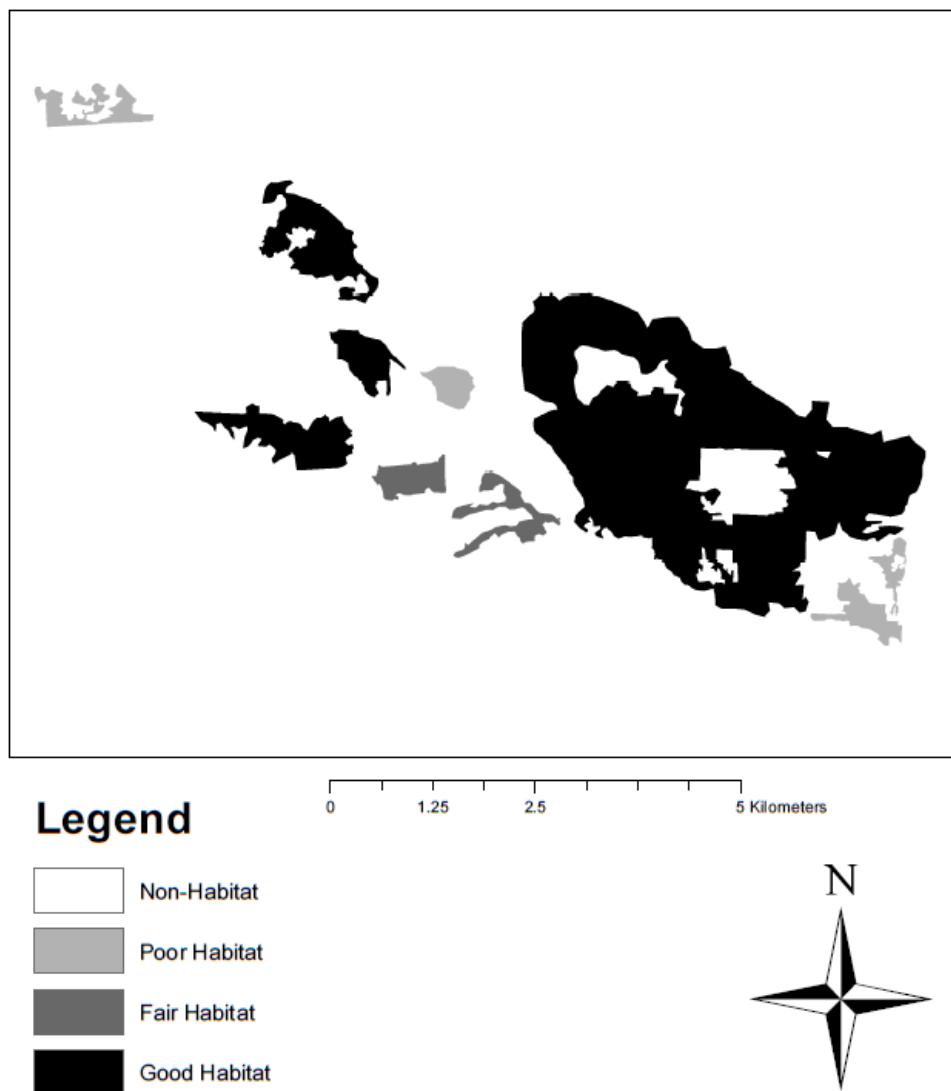 0 1.25 2.5 5 Kilometers
Legend
Non-Habitat
N
Poor Habitat
Fair Habitat
Good Habitat